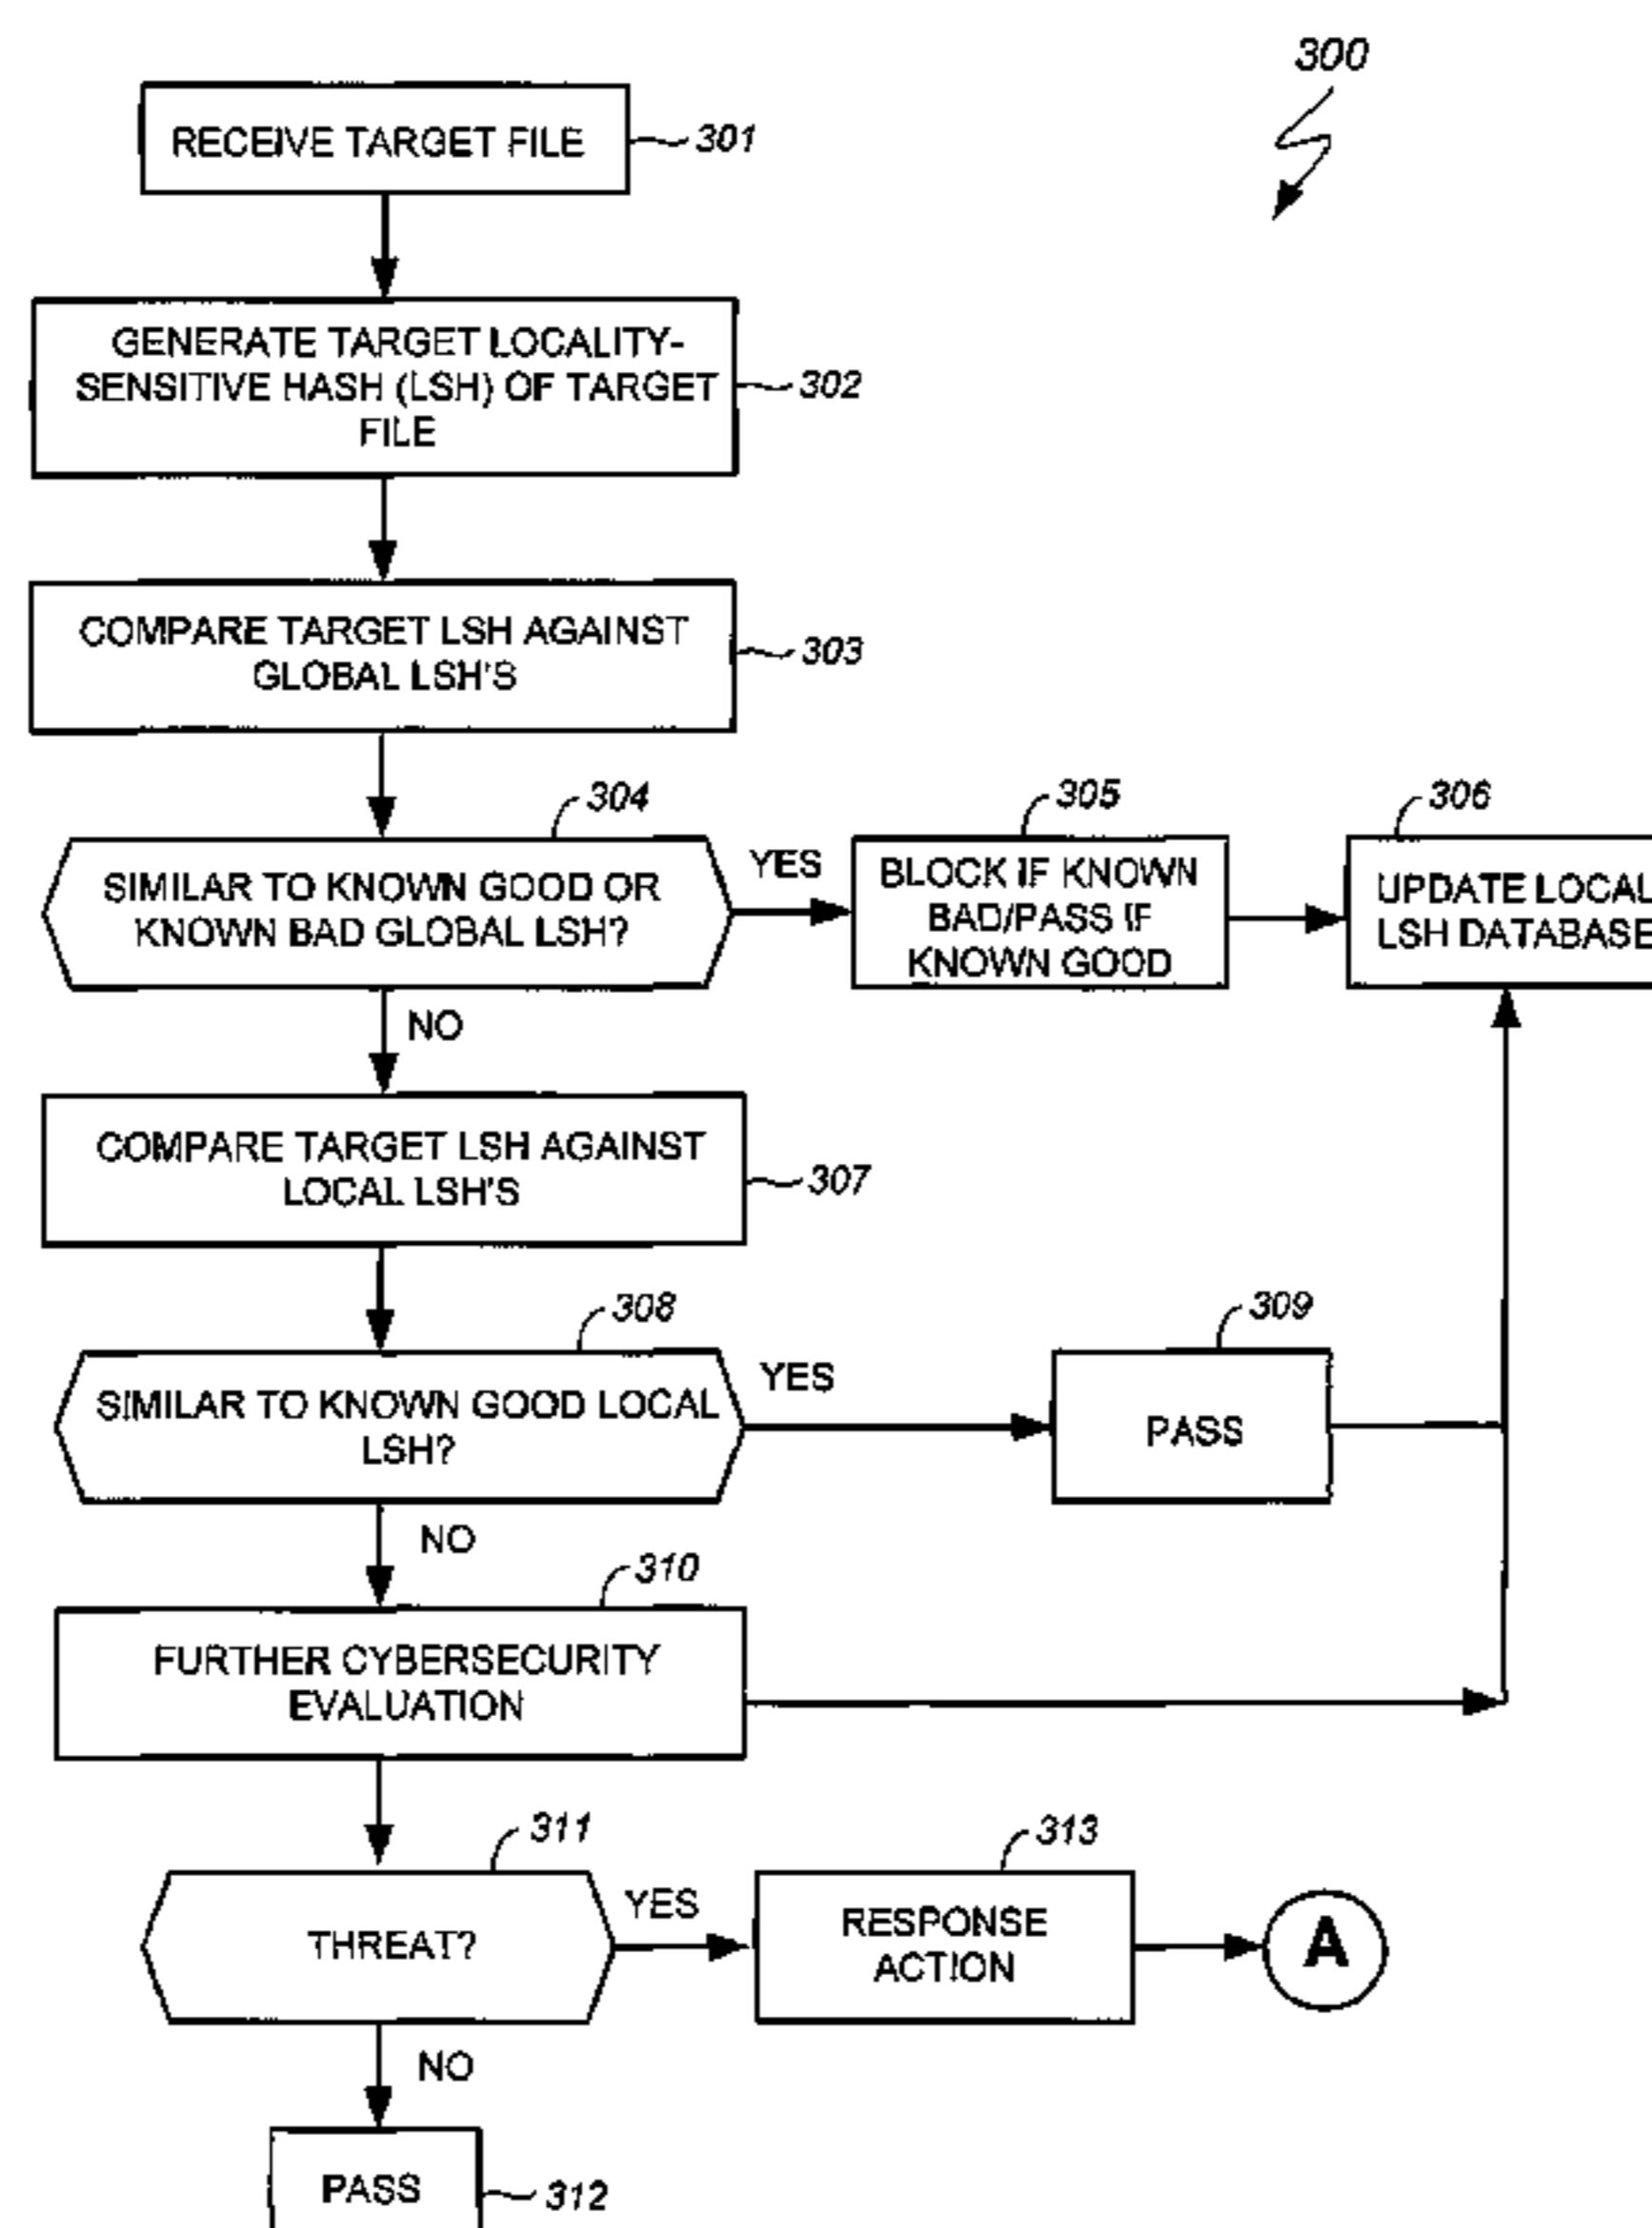 300
RECEIVE TARGET FILE
301
GENERATE TARGET LOCALITY-
SENSITIVE HASH (LSH) OF TARGET
FILE
302
COMPARE TARGET LSH AGAINST
GLOBAL LSH'S
303
304
SIMILAR TO KNOWN GOOD OR
KNOWN BAD GLOBAL LSH?
YES
305
BLOCK IF KNOWN
BAD/PASS IF
KNOWN GOOD
306
UPDATE LOCAL
LSH DATABASE
NO
COMPARE TARGET LSH AGAINST
LOCAL LSH'S
307
308
SIMILAR TO KNOWN GOOD LOCAL
LSH?
YES
309
PASS
NO
310
FURTHER CYBERSECURITY
EVALUATION
311
THREAT?
YES
313
RESPONSE
ACTION
A
NO
PASS
312